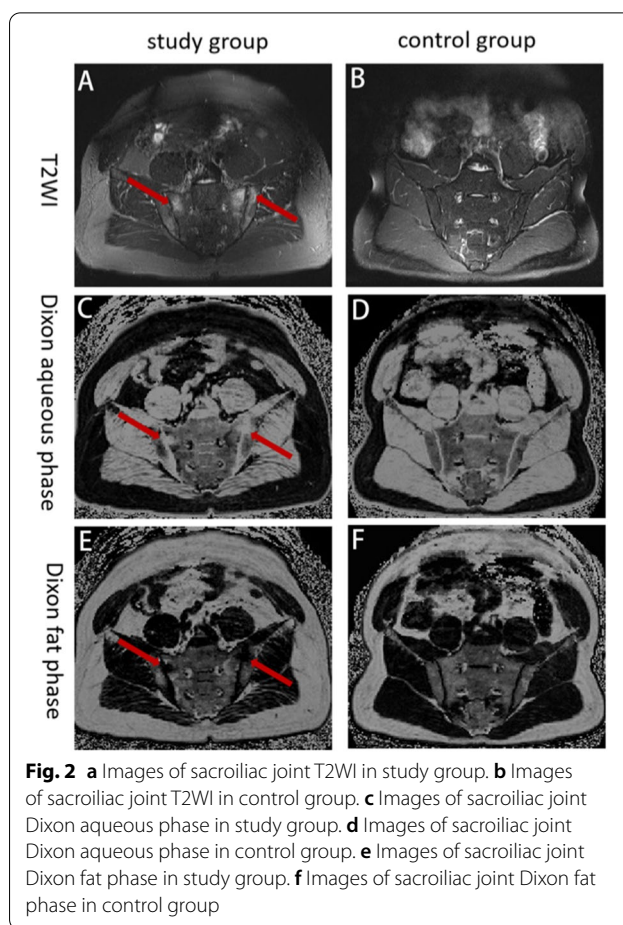 study group
control group
T2WI
A
B
Dixon aqueous phase
C
D
Dixon fat phase
E
F
Fig. 2 a Images of sacroiliac joint T2WI in study group. b Images
of sacroiliac joint T2WI in control group. c Images of sacroiliac joint
Dixon aqueous phase in study group. d Images of sacroiliac joint
Dixon aqueous phase in control group. e Images of sacroiliac joint
Dixon fat phase in study group. f Images of sacroiliac joint Dixon fat
phase in control group